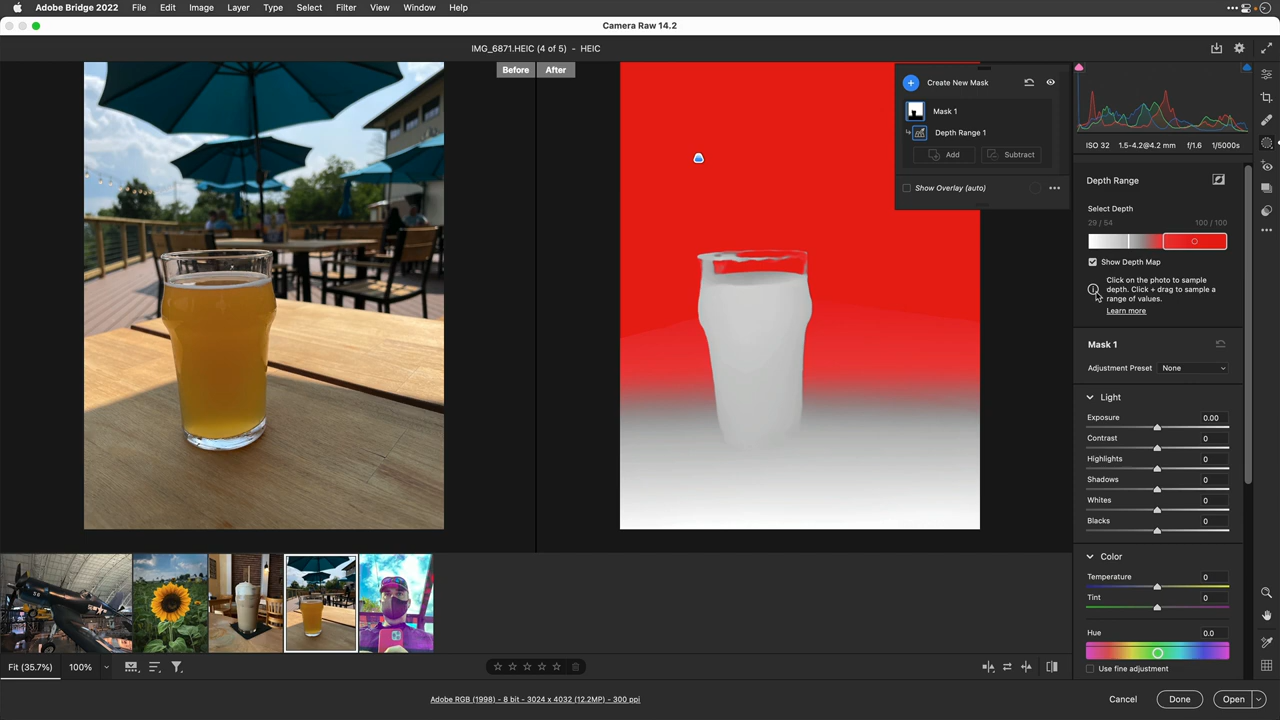 Adobe Bridge 2022 File Edit Image Layer Type Select Filter View Window Help
Camera Raw 14.2
IMG_6871.HEIC (4 of 5) - HEIC
Before After
Create New Mask
Mask 1
Depth Range 1
Add Subtract
Show Overlay (auto)
ISO 32 1.5-4.2@4.2 mm f/1.6 1/5000s
Depth Range
Select Depth
29 / 54 100 / 100
Show Depth Map
Click on the photo to sample
depth. Click + drag to sample a
range of values.
Learn more
Mask 1
Adjustment Preset None
Light
Exposure 0.00
Contrast 0
Highlights 0
Shadows 0
Whites 0
Blacks 0
Color
Temperature 0
Tint 0
Hue 0.0
Use fine adjustment
Fit (35.7%) 100%
Adobe RGB (1998) - 8 bit - 3024 x 4032 (12.2MP) - 300 ppi
Cancel Done Open